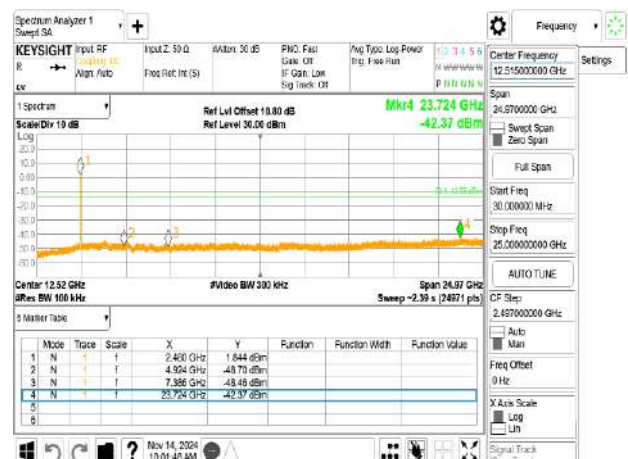 Spectrum Analyzer 1
Swept SA
+
Frequency
KEYSIGHT
Input: RF
Input Z: 50 Ω
#Atten: 30 dB
PNO: Fast
Avg Type: Log-Power
1 2 3 4 5 6
R
Align: Auto
Freq Ref: Int (S)
Gate: Off
IF Gain: Low
Sig Track: Off
Trig: Free Run
P N N N N N
Center Frequency
12.515000000 GHz
Settings
1 Spectrum
Scale/Div 10 dB
Log
Ref Lvl Offset 10.80 dB
Ref Level 30.00 dBm
Mkr4 23.724 GHz
-42.37 dBm
Span
24.9700000 GHz
Swept Span
Zero Span
Full Span
Start Freq
30.000000 MHz
Stop Freq
25.000000000 GHz
AUTO TUNE
20.0
10.0
0.00
-10.0
-20.0
-30.0
-40.0
-50.0
-60.0
1
2
3
4
Center 12.52 GHz
#Res BW 100 kHz
#Video BW 300 kHz
Span 24.97 GHz
Sweep ~2.39 s (24971 pts)
CF Step
2.497000000 GHz
Auto
Man
Freq Offset
0 Hz
X Axis Scale
Log
Lin
Signal Track
5 Marker Table
Mode Trace Scale X Y Function Function Width Function Value
1 N 1 f 2.460 GHz 1.844 dBm
2 N 1 f 4.924 GHz -48.70 dBm
3 N 1 f 7.386 GHz -48.46 dBm
4 N 1 f 23.724 GHz -42.37 dBm
5
6
?
Nov 14, 2024
10:01:48 AM